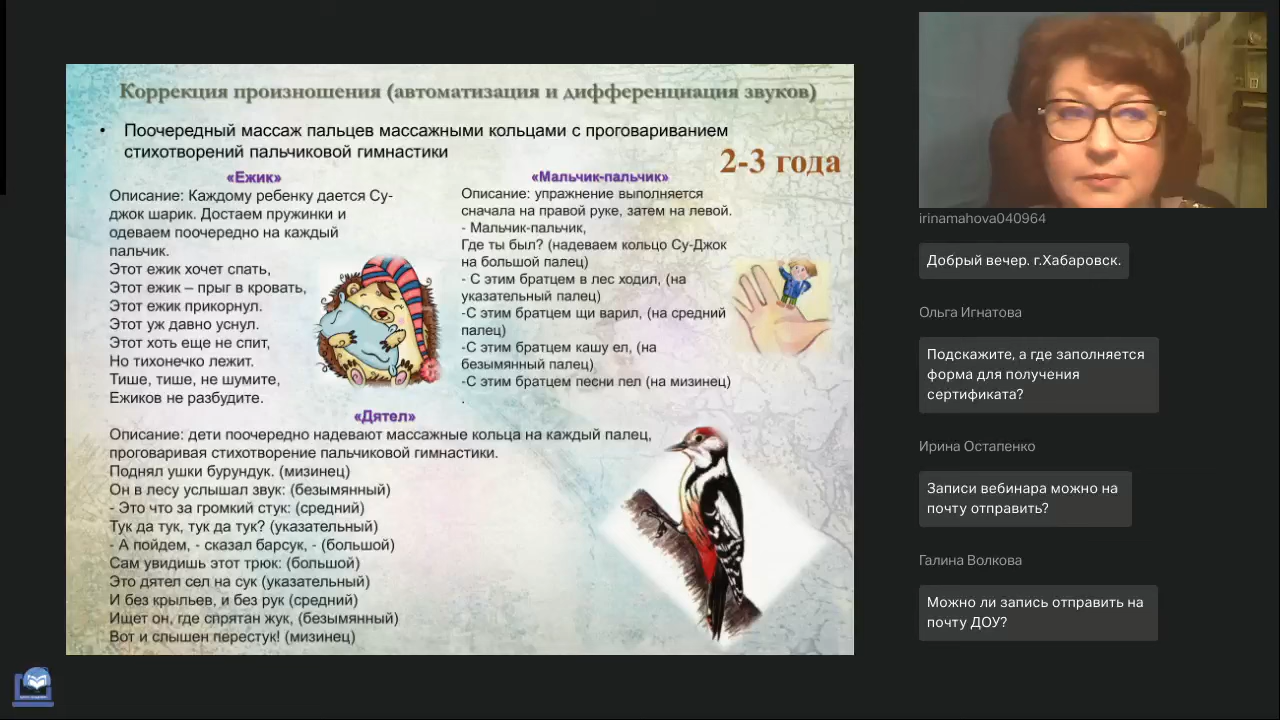 Коррекция произношения (автоматизация и дифференциация звуков)
• Поочередный массаж пальцев массажными кольцами с проговариванием
стихотворений пальчиковой гимнастики
2-3 года
«Ежик»
Описание: Каждому ребенку дается Су-
джок шарик. Достаем пружинки и
одеваем поочередно на каждый
пальчик.
Этот ежик хочет спать,
Этот ежик – прыг в кровать,
Этот ежик прикорнул.
Этот уж давно уснул.
Этот хоть еще не спит,
Но тихонечко лежит.
Тише, тише, не шумите,
Ежиков не разбудите.
«Мальчик-пальчик»
Описание: упражнение выполняется
сначала на правой руке, затем на левой.
- Мальчик-пальчик,
Где ты был? (надеваем кольцо Су-Джок
на большой палец)
- С этим братцем в лес ходил, (на
указательный палец)
-С этим братцем щи варил, (на средний
палец)
-С этим братцем кашу ел, (на
безымянный палец)
-С этим братцем песни пел (на мизинец)
.
«Дятел»
Описание: дети поочередно надевают массажные кольца на каждый палец,
проговаривая стихотворение пальчиковой гимнастики.
Поднял ушки бурундук. (мизинец)
Он в лесу услышал звук: (безымянный)
- Это что за громкий стук: (средний)
Тук да тук, тук да тук? (указательный)
- А пойдем, - сказал барсук, - (большой)
Сам увидишь этот трюк: (большой)
Это дятел сел на сук (указательный)
И без крыльев, и без рук (средний)
Ищет он, где спрятан жук, (безымянный)
Вот и слышен перестук! (мизинец)
irinamahova040964
Добрый вечер. г.Хабаровск.
Ольга Игнатова
Подскажите, а где заполняется
форма для получения
сертификата?
Ирина Остапенко
Записи вебинара можно на
почту отправить?
Галина Волкова
Можно ли запись отправить на
почту ДОУ?